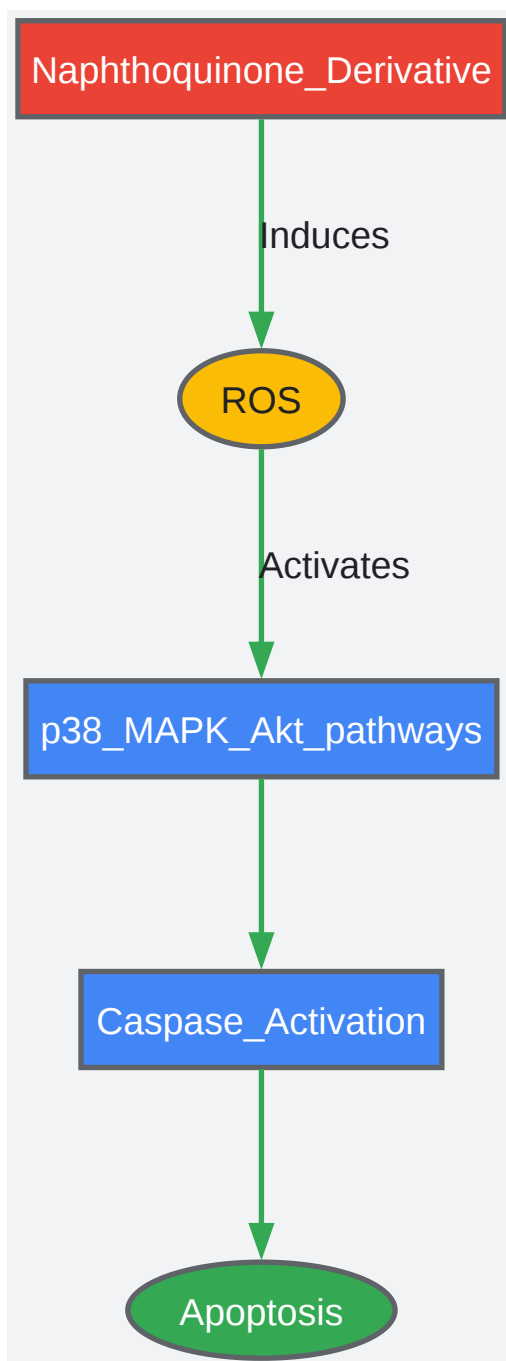 Naphthoquinone_Derivative
Induces
ROS
Activates
p38_MAPK_Akt_pathways
Caspase_Activation
Apoptosis